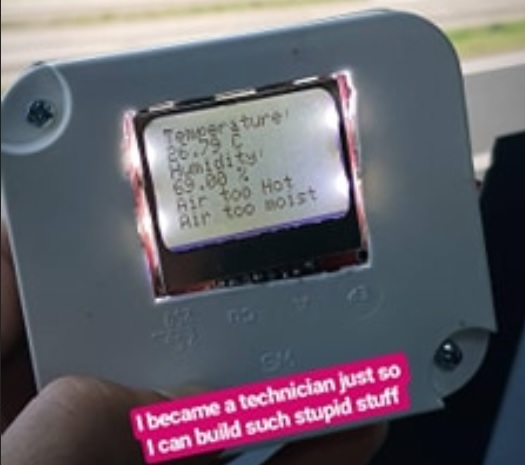 Temperature:
26.79 C
Humidity:
69.00 %
Air too Hot
Air too moist
I became a technician just so
I can build such stupid stuff